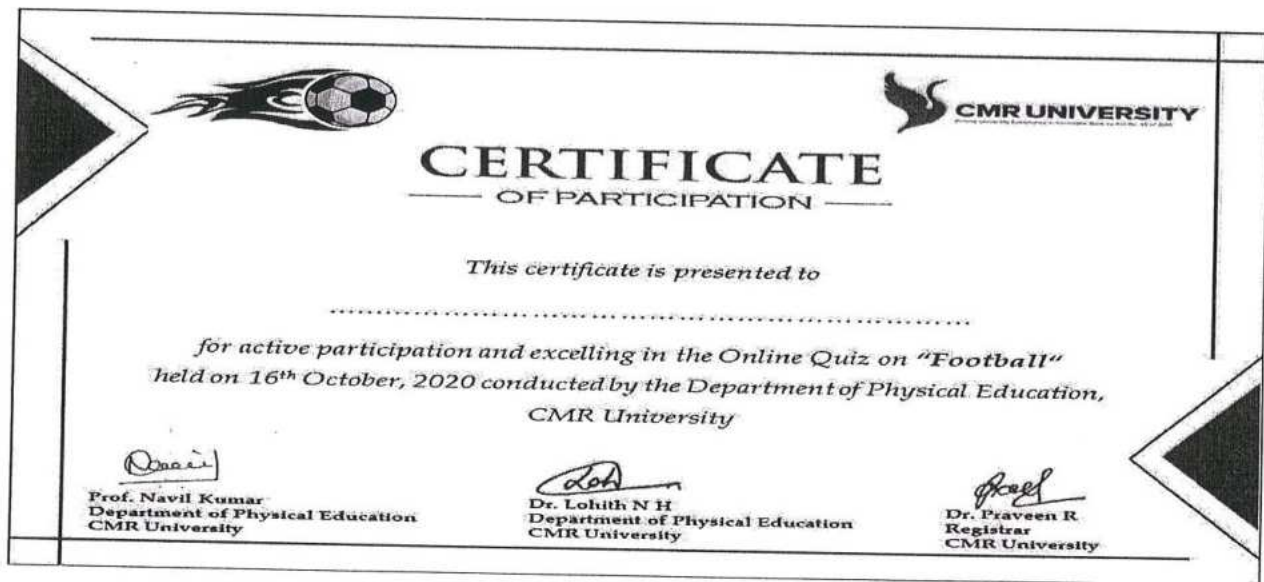 CMR UNIVERSITY
CERTIFICATE
OF PARTICIPATION
This certificate is presented to
............................................................................
for active participation and excelling in the Online Quiz on “Football“
held on 16th October, 2020 conducted by the Department of Physical Education,
CMR University
Prof. Navil Kumar
Department of Physical Education
CMR University
Dr. Lohith N H
Department of Physical Education
CMR University
Dr. Praveen R
Registrar
CMR University